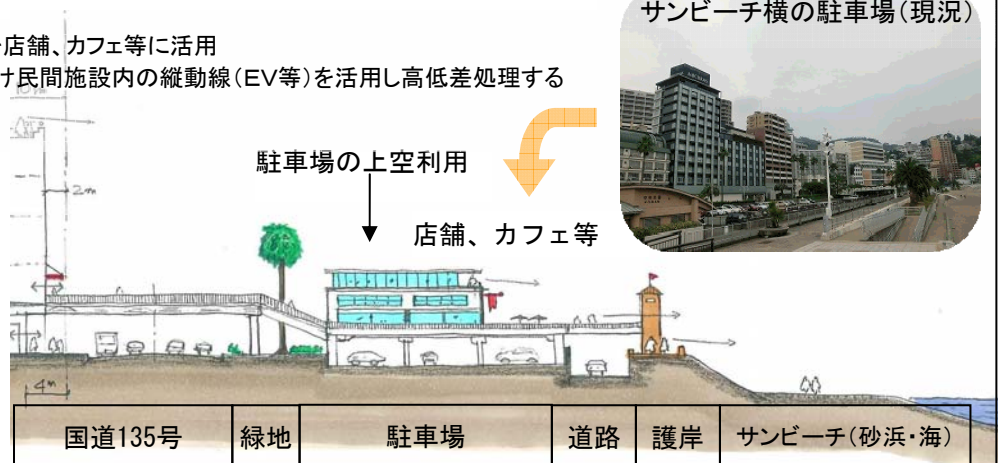 サンビーチ横の駐車場(現況)
店舗、カフェ等に活用
け民間施設内の縦動線(EV等)を活用し高低差処理する
駐車場の上空利用
2m
店舗、カフェ等
4m
国道135号 緑地 駐車場 道路 護岸 サンビーチ(砂浜・海)